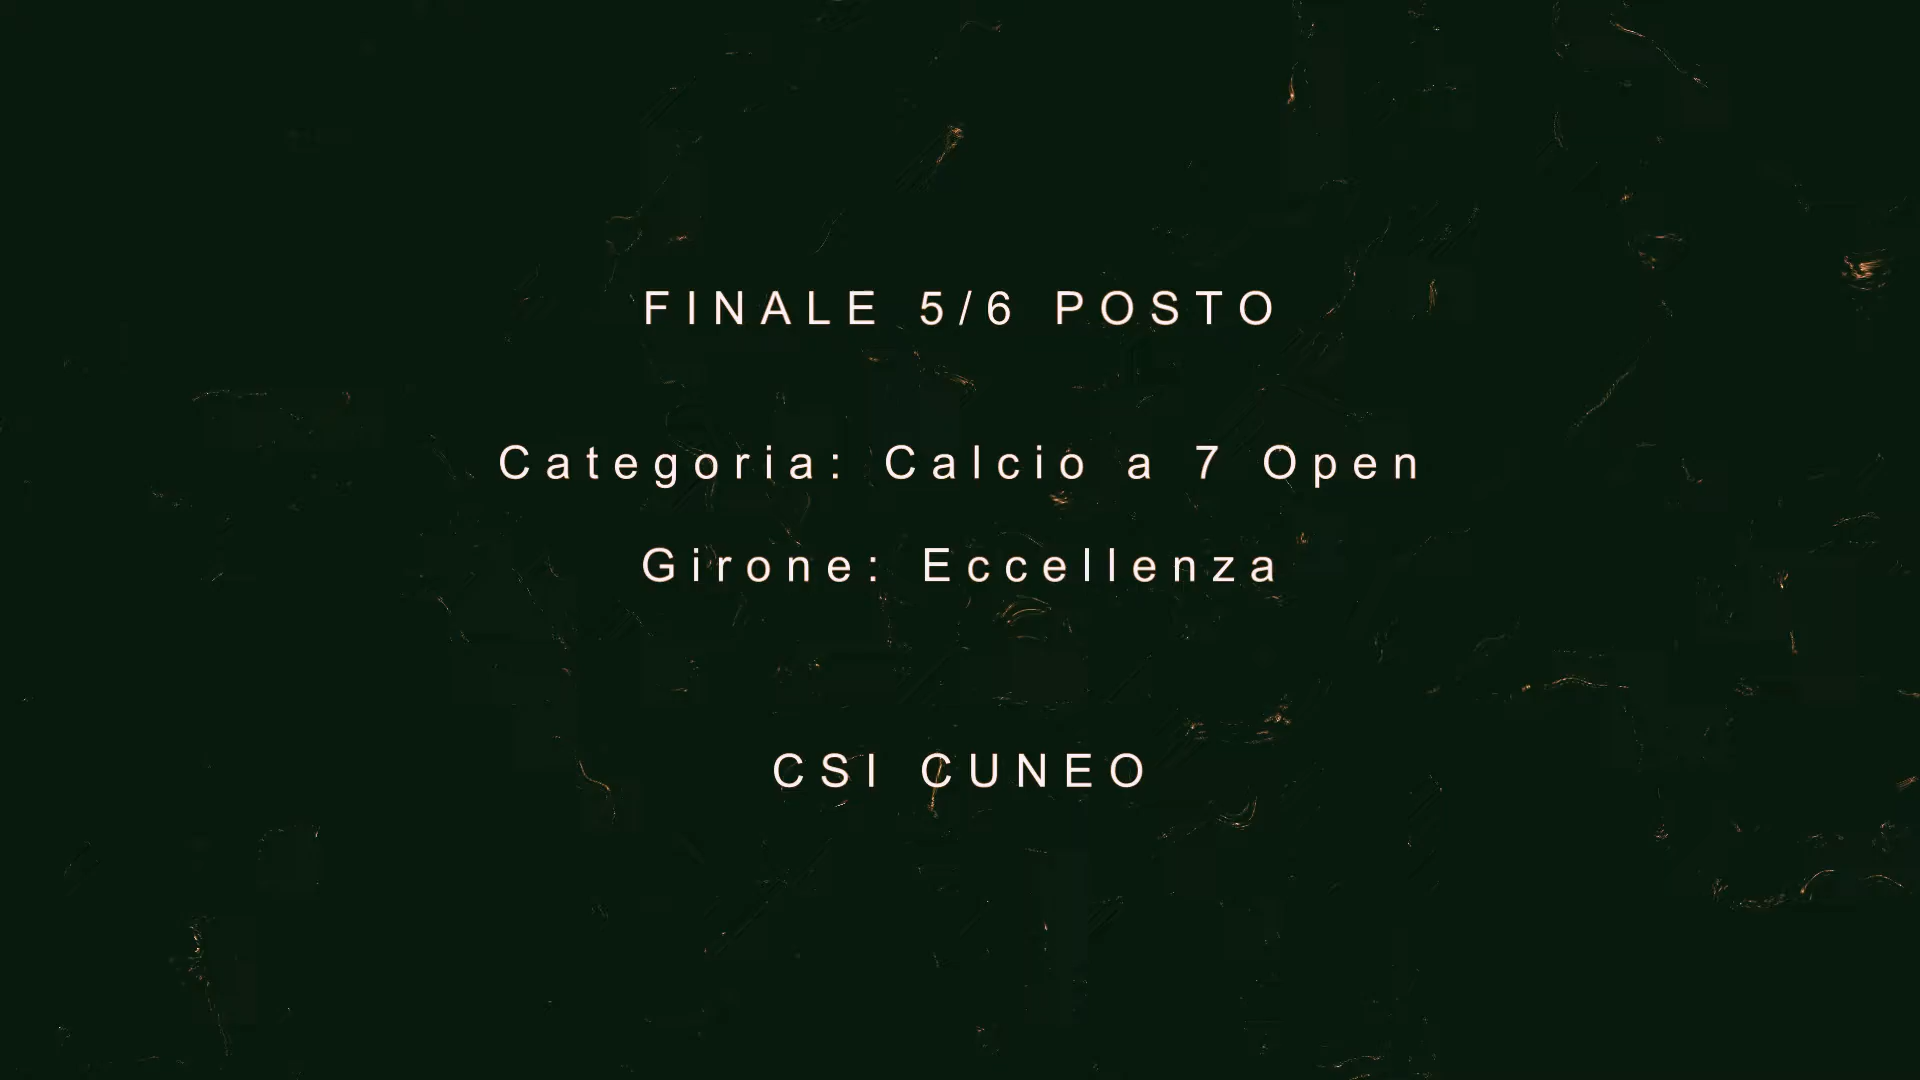 FINALE 5/6 POSTO
Categoria: Calcio a 7 Open
Girone: Eccellenza
CSI CUNEO